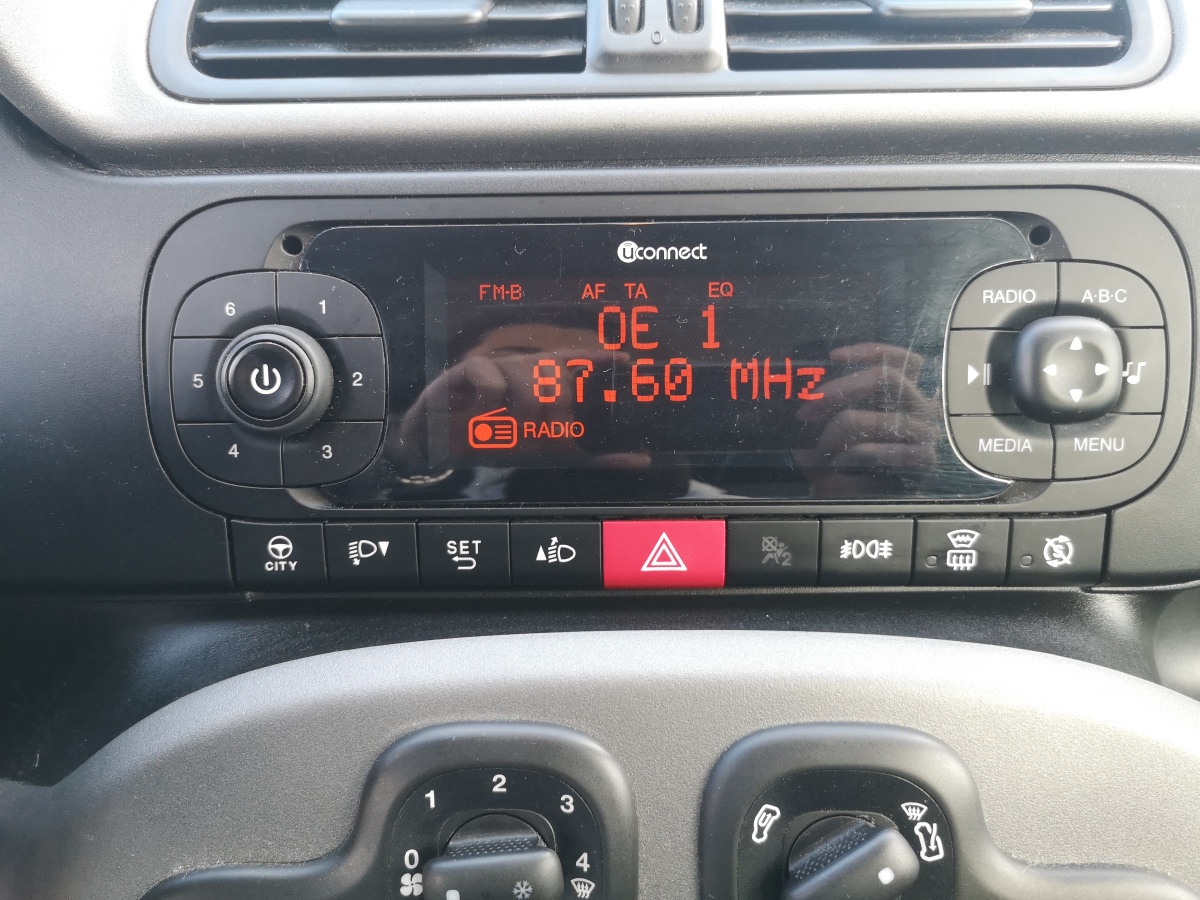 uconnect
FM-B AF TA EQ
OE 1
87.60 MHz
RADIO
6 1
5 2
4 3
RADIO A·B·C
MEDIA MENU
CITY
SET
2
0 1 2 3 4